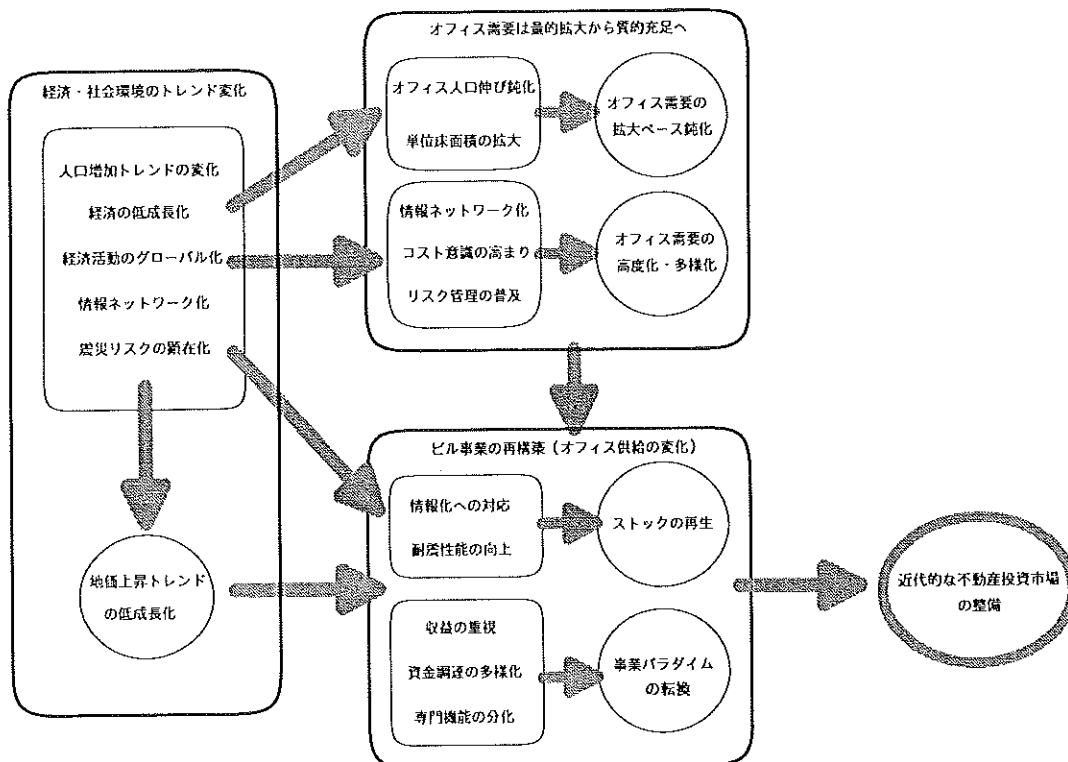 経済・社会環境のトレンド変化
人口増加トレンドの変化
経済の低成長化
経済活動のグローバル化
情報ネットワーク化
震災リスクの顕在化
地価上昇トレンド
の低成長化
オフィス需要は量的拡大から質的充足へ
オフィス人口伸び鈍化
単位床面積の拡大
オフィス需要の
拡大ペース鈍化
情報ネットワーク化
コスト意識の高まり
リスク管理の普及
オフィス需要の
高度化・多様化
ビル事業の再構築（オフィス供給の変化）
情報化への対応
耐震性能の向上
ストックの再生
収益の重視
資金調達の多様化
専門機能の分化
事業パラダイム
の転換
近代的な不動産投資市場
の整備